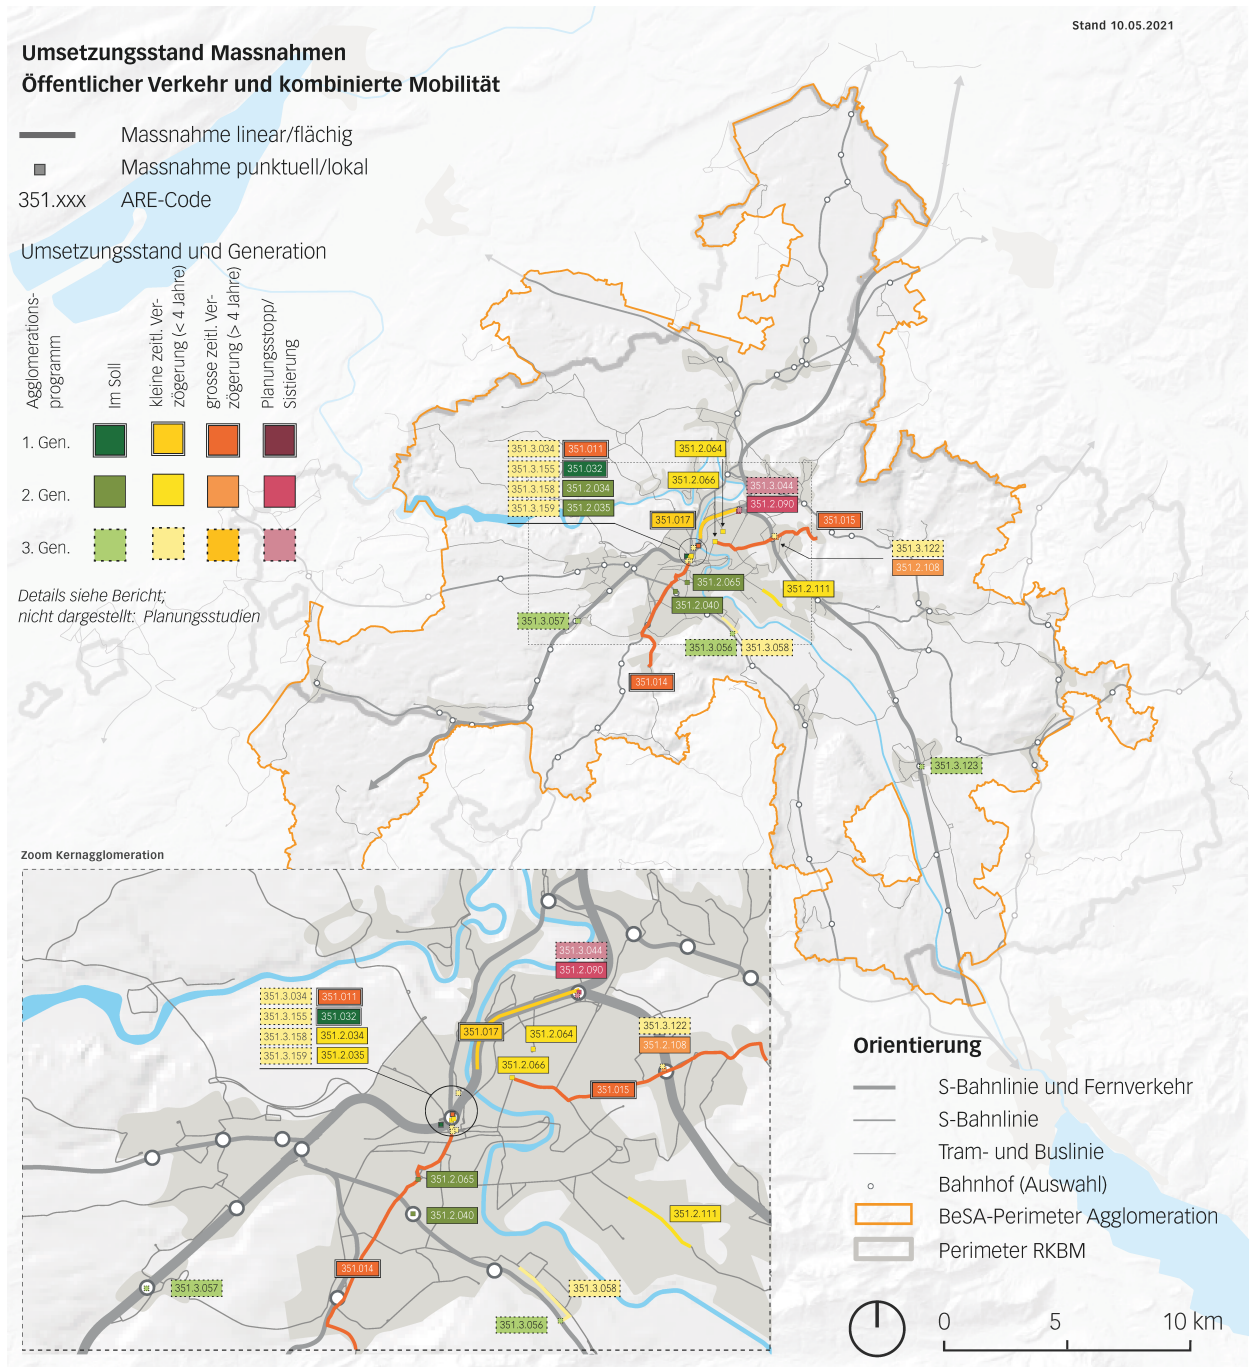 Stand 10.05.2021
Umsetzungsstand Massnahmen
Öffentlicher Verkehr und kombinierte Mobilität
Massnahme linear/flächig
Massnahme punktuell/lokal
351.xxx ARE-Code
Umsetzungsstand und Generation
Agglomerations-
programm
Im Soll
kleine zeitl. Ver-
zögerung (< 4 Jahre)
grosse zeitl. Ver-
zögerung (> 4 Jahre)
Planungsstopp/
Sistierung
1. Gen.
2. Gen.
3. Gen.
Details siehe Bericht;
nicht dargestellt: Planungsstudien
351.3.034 351.011
351.3.155 351.032
351.3.158 351.2.034
351.3.159 351.2.035
351.2.064
351.2.066
351.3.044
351.2.090
351.017
351.015
351.3.122
351.2.108
351.2.065
351.2.111
351.2.040
351.3.057
351.3.056 351.3.058
351.014
351.3.123
Zoom Kernagglomeration
351.3.044
351.2.090
351.3.034 351.011
351.3.155 351.032
351.3.158 351.2.034
351.3.159 351.2.035
351.017
351.2.064
351.2.066
351.3.122
351.2.108
351.015
351.2.065
351.2.040
351.2.111
351.014
351.3.057
351.3.058
351.3.056
Orientierung
S-Bahnlinie und Fernverkehr
S-Bahnlinie
Tram- und Buslinie
Bahnhof (Auswahl)
BeSA-Perimeter Agglomeration
Perimeter RKBM
0 5 10 km